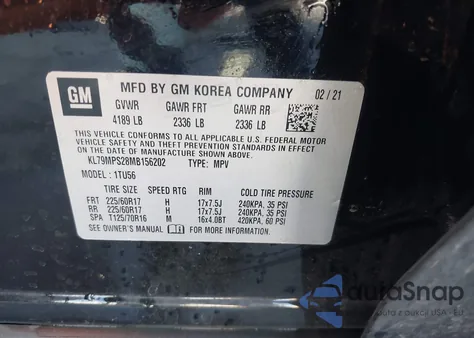 GM
MFD BY GM KOREA COMPANY 02/21
GVWR GAWR FRT GAWR RR
4189 LB 2336 LB 2336 LB
THIS VEHICLE CONFORMS TO ALL APPLICABLE U.S. FEDERAL MOTOR
VEHICLE SAFETY, BUMPER, AND THEFT PREVENTION STANDARDS IN EFFECT ON THE
DATE OF MANUFACTURE SHOWN ABOVE.
KL79MPS28MB156202 TYPE: MPV
MODEL: 1TU56
TIRE SIZE SPEED RTG RIM COLD TIRE PRESSURE
FRT 225/60R17 H 17x7.5J 240KPA, 35 PSI
RR 225/60R17 H 17x7.5J 240KPA, 35 PSI
SPA T125/70R16 M 16x4.0BT 420KPA, 60 PSI
SEE OWNER'S MANUAL FOR MORE INFORMATION
autoSnap